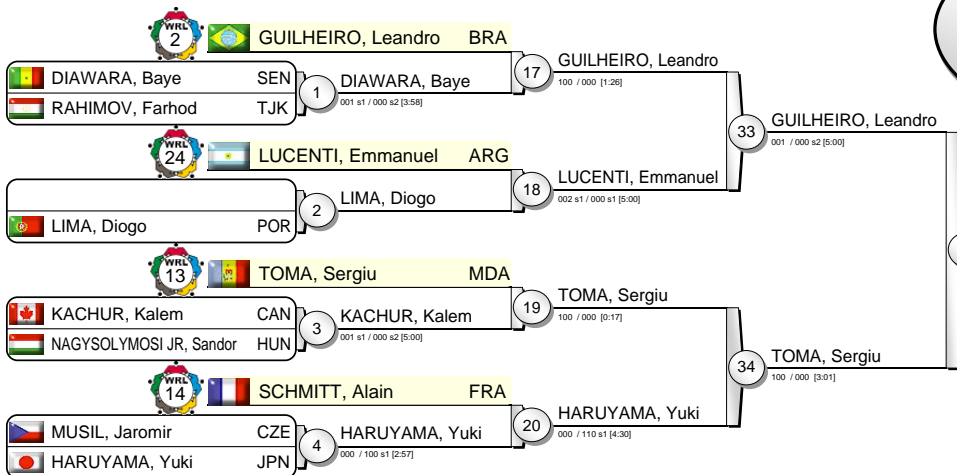 WRL
2
GUILHEIRO, Leandro BRA
DIAWARA, Baye SEN
RAHIMOV, Farhod TJK
1
DIAWARA, Baye
001 s1 / 000 s2 [3:58]
17
GUILHEIRO, Leandro
100 / 000 [1:26]
WRL
24
LUCENTI, Emmanuel ARG
LIMA, Diogo POR
2
LIMA, Diogo
18
LUCENTI, Emmanuel
002 s1 / 000 s1 [5:00]
33
GUILHEIRO, Leandro
001 / 000 s2 [5:00]
WRL
13
TOMA, Sergiu MDA
KACHUR, Kalem CAN
NAGYSOLYMOSI JR, Sandor HUN
3
KACHUR, Kalem
001 s1 / 000 s2 [5:00]
19
TOMA, Sergiu
100 / 000 [0:17]
WRL
14
SCHMITT, Alain FRA
MUSIL, Jaromir CZE
HARUYAMA, Yuki JPN
4
HARUYAMA, Yuki
000 / 100 s1 [2:57]
20
HARUYAMA, Yuki
000 / 110 s1 [4:30]
34
TOMA, Sergiu
100 / 000 [3:01]